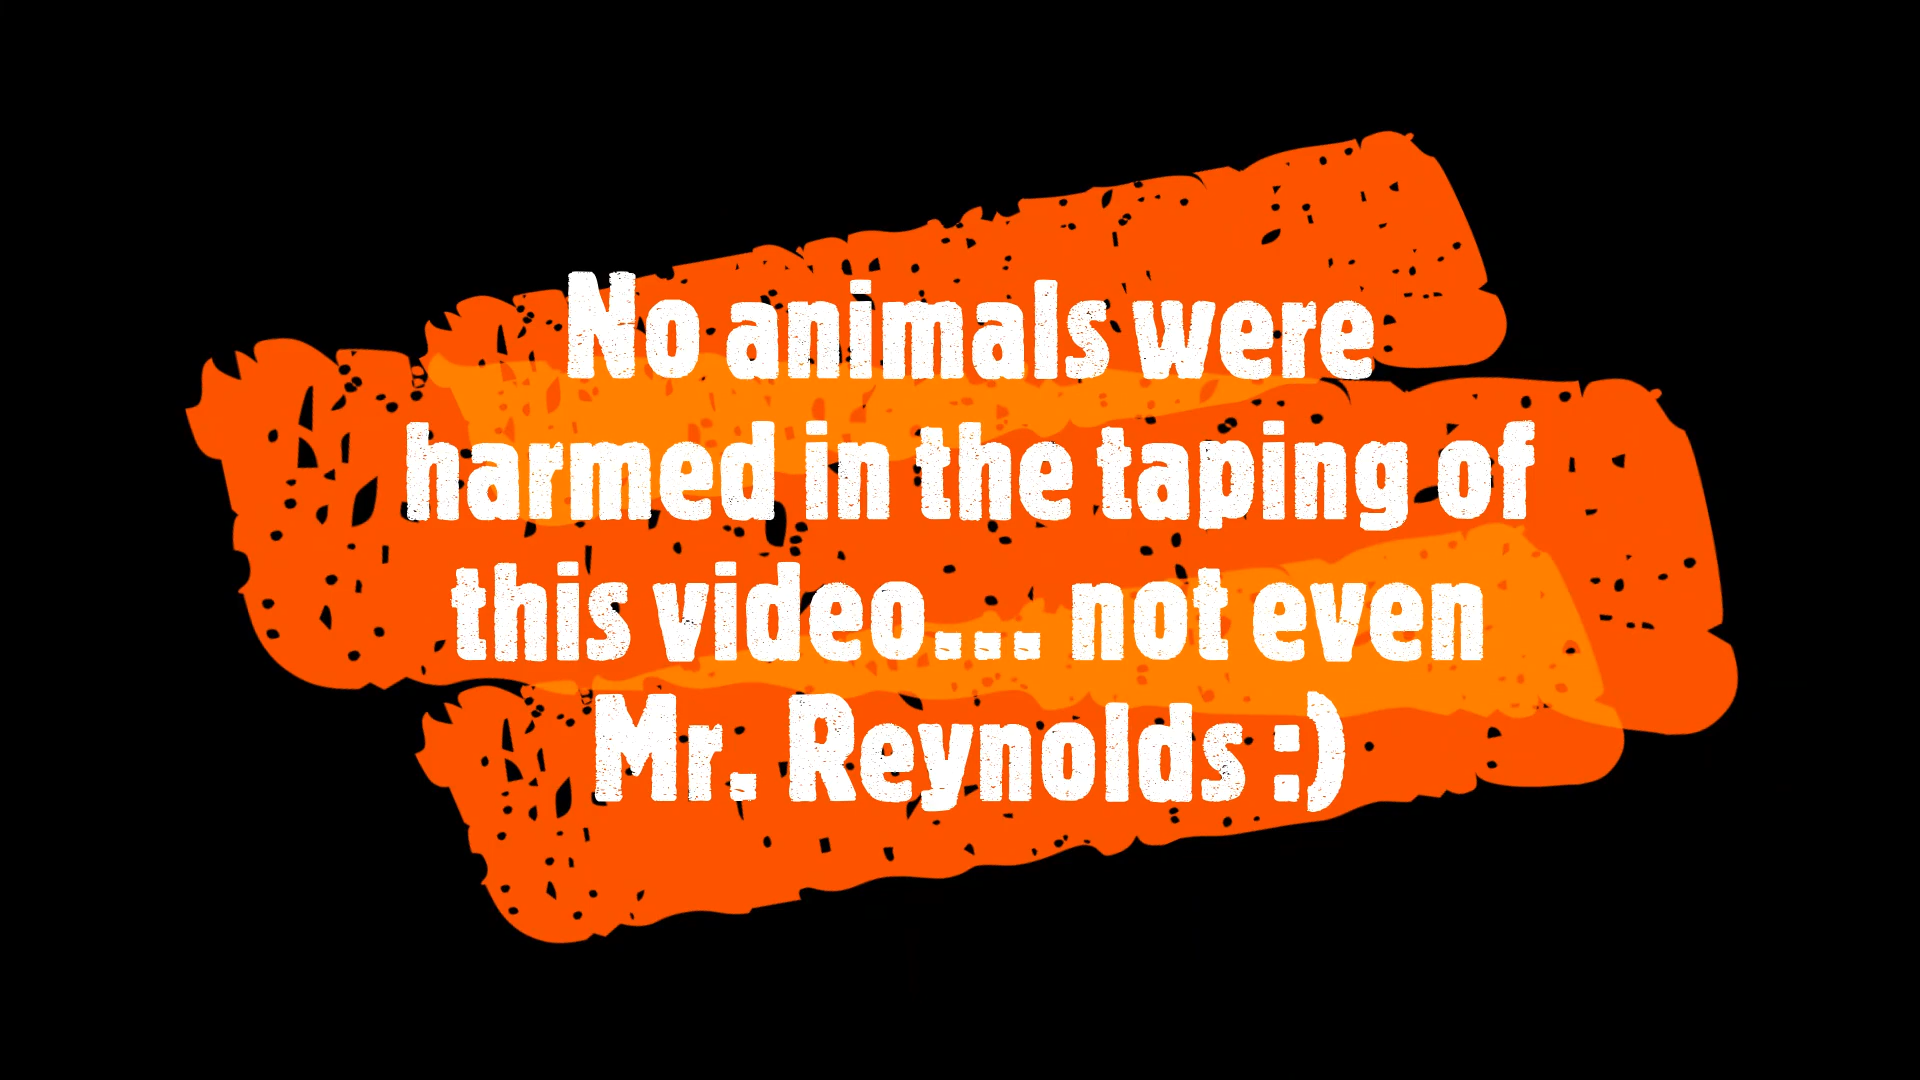 No animals were
harmed in the taping of
this video... not even
Mr. Reynolds :)